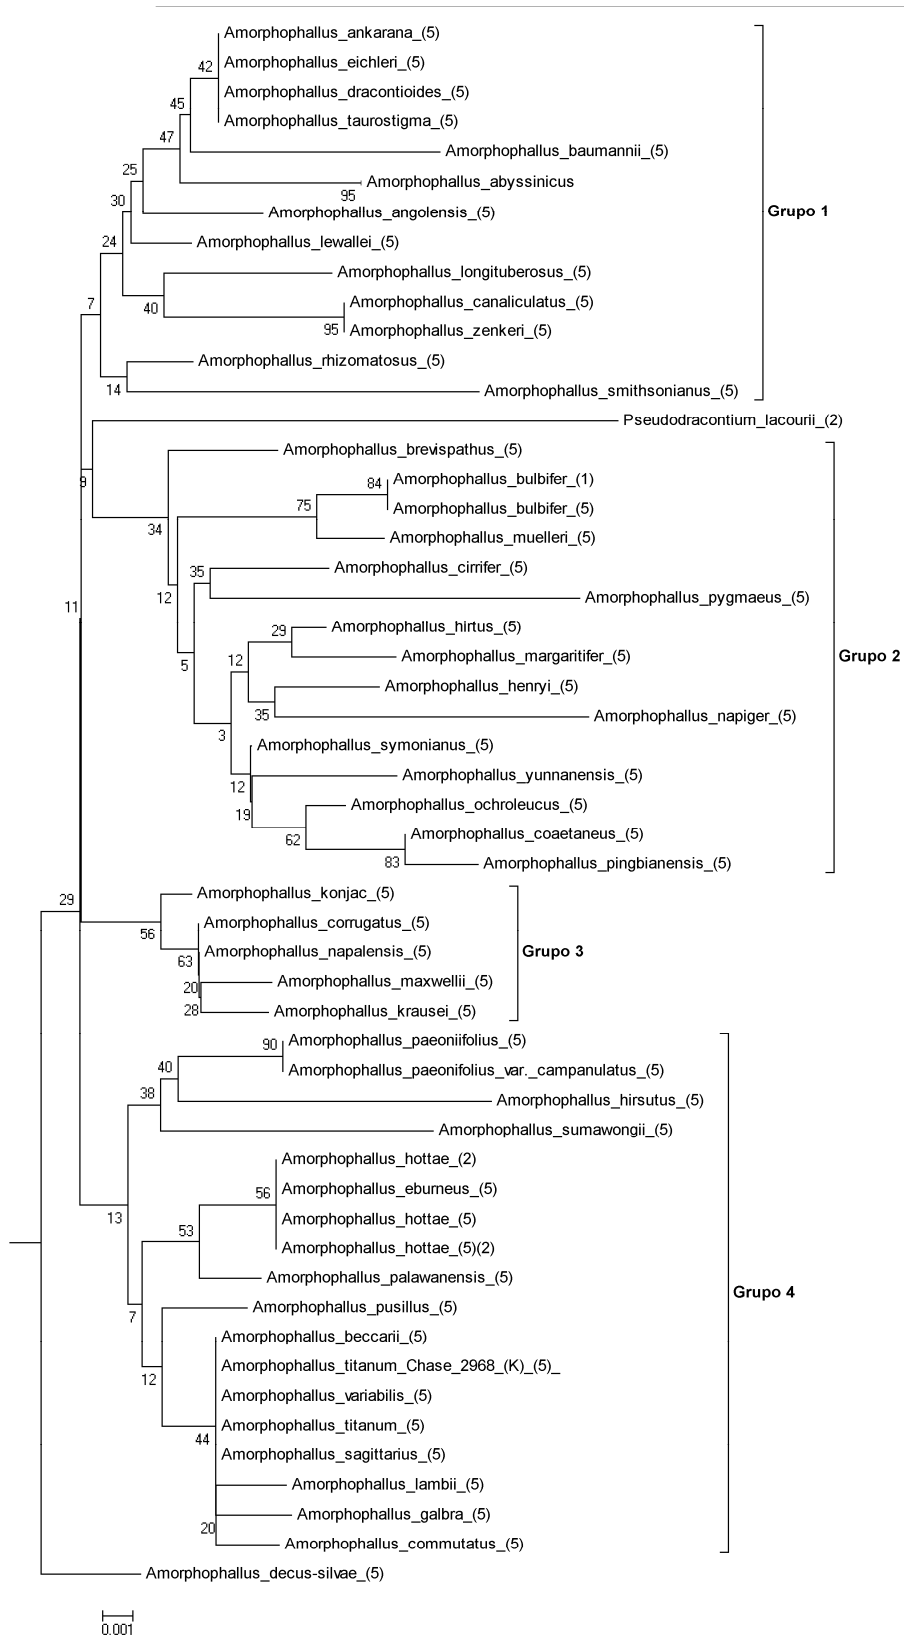 Amorphophallus_ankarana_(5)
42
Amorphophallus_eichleri_(5)
Amorphophallus_dracontioides_(5)
45
Amorphophallus_taurostigma_(5)
47
Amorphophallus_baumannii_(5)
25
Amorphophallus_abyssinicus
95
30
Amorphophallus_angolensis_(5)
Grupo 1
24
Amorphophallus_lewallei_(5)
Amorphophallus_longituberosus_(5)
7
40
Amorphophallus_canaliculatus_(5)
95
Amorphophallus_zenkeri_(5)
Amorphophallus_rhizomatosus_(5)
14
Amorphophallus_smithsonianus_(5)
Pseudodracontium_lacourii_(2)
9
Amorphophallus_brevispathus_(5)
84
Amorphophallus_bulbifer_(1)
75
Amorphophallus_bulbifer_(5)
34
Amorphophallus_muelleri_(5)
35
Amorphophallus_cirrifer_(5)
12
Amorphophallus_pygmaeus_(5)
11
29
Amorphophallus_hirtus_(5)
5
12
Amorphophallus_margaritifer_(5)
Grupo 2
Amorphophallus_henryi_(5)
35
Amorphophallus_napiger_(5)
3
Amorphophallus_symonianus_(5)
12
Amorphophallus_yunnanensis_(5)
19
Amorphophallus_ochroleucus_(5)
62
Amorphophallus_coaetaneus_(5)
83
Amorphophallus_pingbianensis_(5)
29
Amorphophallus_konjac_(5)
56
Amorphophallus_corrugatus_(5)
63
Amorphophallus_napalensis_(5)
Grupo 3
20
Amorphophallus_maxwellii_(5)
28
Amorphophallus_krausei_(5)
90
Amorphophallus_paeoniifolius_(5)
40
Amorphophallus_paeonifolius_var._campanulatus_(5)
38
Amorphophallus_hirsutus_(5)
Amorphophallus_sumawongii_(5)
Amorphophallus_hottae_(2)
56
Amorphophallus_eburneus_(5)
13
53
Amorphophallus_hottae_(5)
Amorphophallus_hottae_(5)(2)
Amorphophallus_palawanensis_(5)
Grupo 4
7
Amorphophallus_pusillus_(5)
Amorphophallus_beccarii_(5)
12
Amorphophallus_titanum_Chase_2968_(K)_(5)_
Amorphophallus_variabilis_(5)
44
Amorphophallus_titanum_(5)
Amorphophallus_sagittarius_(5)
Amorphophallus_lambii_(5)
20
Amorphophallus_galbra_(5)
Amorphophallus_commutatus_(5)
Amorphophallus_decus-silvae_(5)
0.001